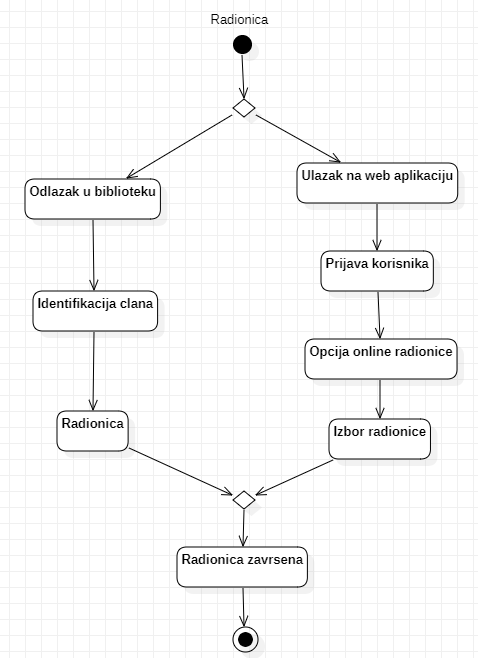 Radionica
Odlazak u biblioteku
Ulazak na web aplikaciju
Identifikacija clana
Prijava korisnika
Opcija online radionice
Radionica
Izbor radionice
Radionica zavrsena